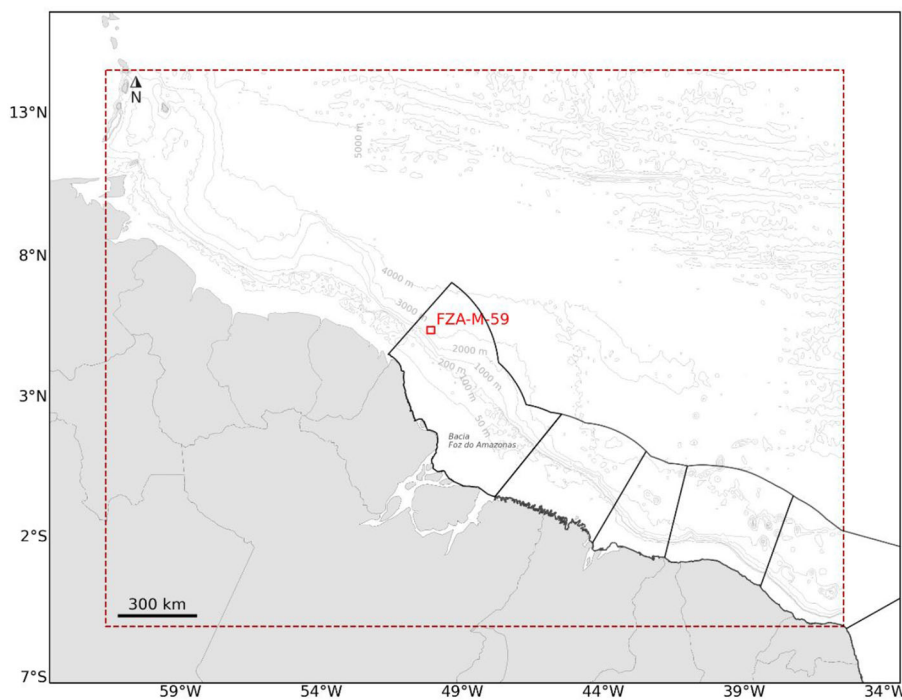 N
13°N
5000 m
8°N
4000 m
3000 m
FZA-M-59
2000 m
200 m
1000 m
100 m
3°N
50 m
Bacia
Foz do Amazonas
2°S
300 km
7°S
59°W
54°W
49°W
44°W
39°W
34°W